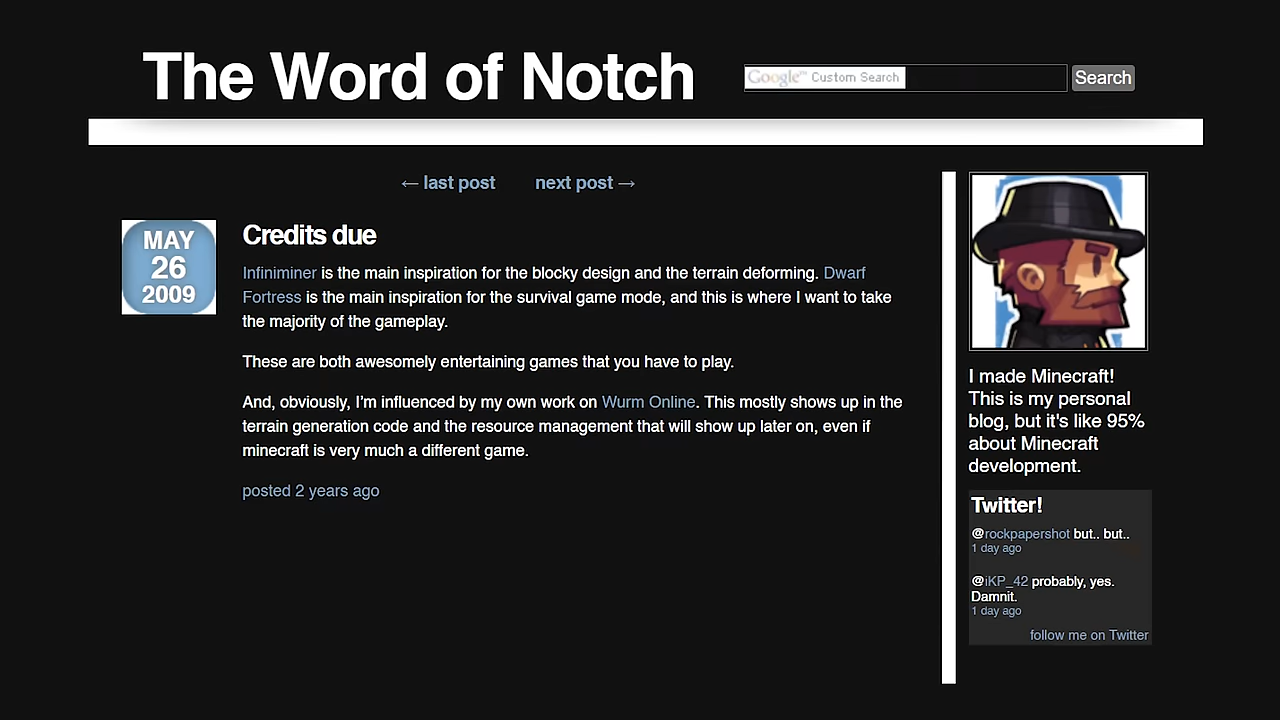 The Word of Notch
Google™ Custom Search
Search
← last post next post →
MAY
26
2009
Credits due
Infiniminer is the main inspiration for the blocky design and the terrain deforming. Dwarf
Fortress is the main inspiration for the survival game mode, and this is where I want to take
the majority of the gameplay.
These are both awesomely entertaining games that you have to play.
And, obviously, I’m influenced by my own work on Wurm Online. This mostly shows up in the
terrain generation code and the resource management that will show up later on, even if
minecraft is very much a different game.
posted 2 years ago
I made Minecraft!
This is my personal
blog, but it's like 95%
about Minecraft
development.
Twitter!
@rockpapershot but.. but..
1 day ago
@iKP_42 probably, yes.
Damnit.
1 day ago
follow me on Twitter